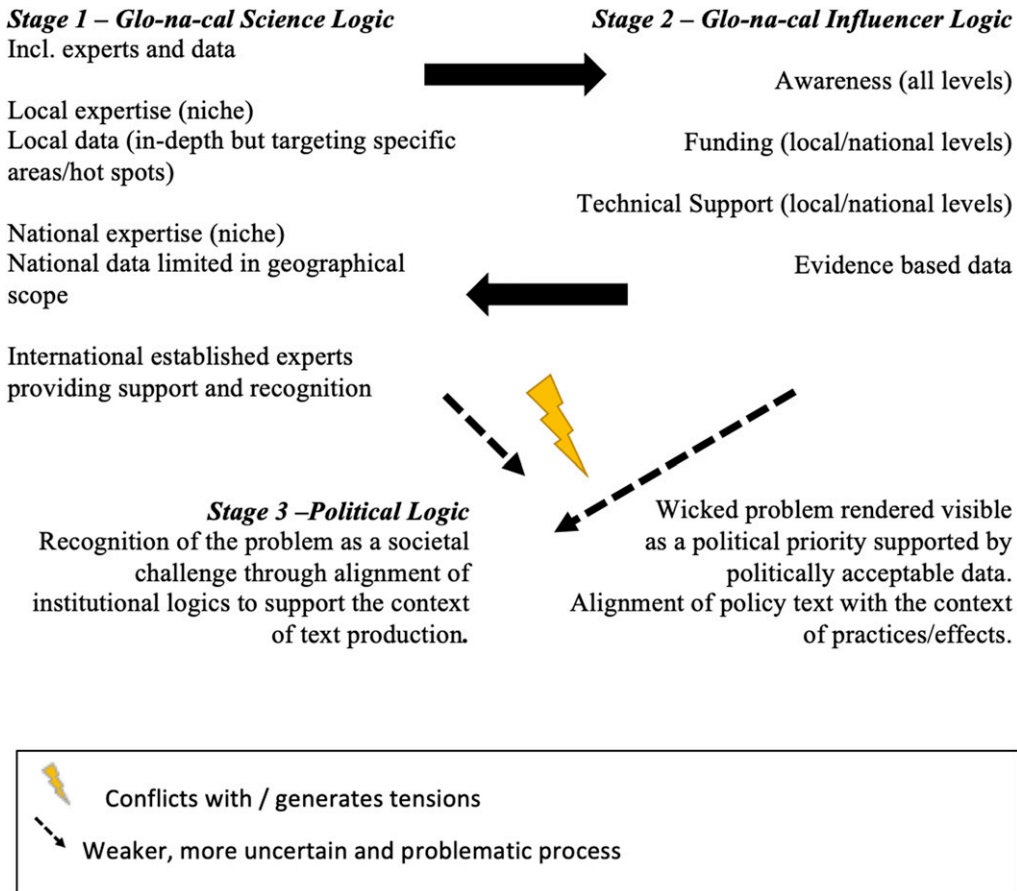 Stage 1 – Glo-na-cal Science Logic
Incl. experts and data
Local expertise (niche)
Local data (in-depth but targeting specific
areas/hot spots)
National expertise (niche)
National data limited in geographical
scope
International established experts
providing support and recognition
Stage 2 – Glo-na-cal Influencer Logic
Awareness (all levels)
Funding (local/national levels)
Technical Support (local/national levels)
Evidence based data
Stage 3 –Political Logic
Recognition of the problem as a societal
challenge through alignment of
institutional logics to support the context
of text production.
Wicked problem rendered visible
as a political priority supported by
politically acceptable data.
Alignment of policy text with the context
of practices/effects.
Conflicts with / generates tensions
Weaker, more uncertain and problematic process